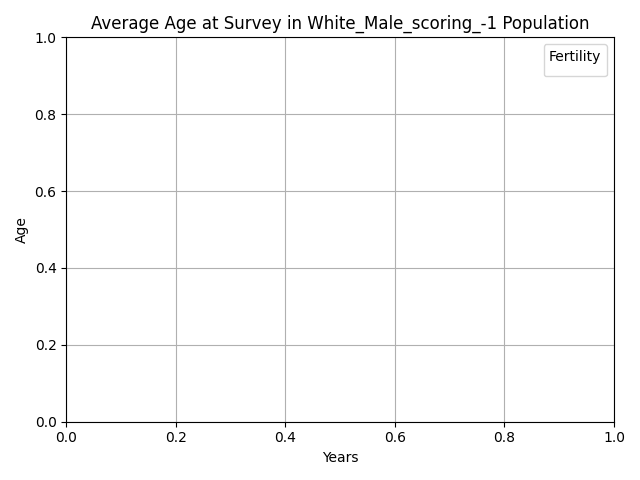 Average Age at Survey in White_Male_scoring_-1 Population
Fertility
1.0
0.8
0.6
0.4
0.2
0.0
Age
0.0 0.2 0.4 0.6 0.8 1.0
Years